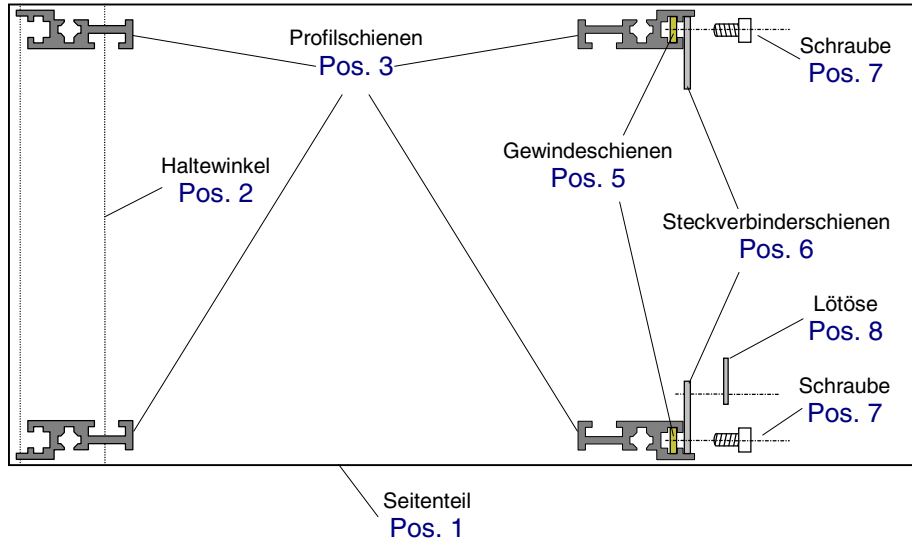 Profilschienen
Pos. 3
Schraube
Pos. 7
Haltewinkel
Pos. 2
Gewindeschienen
Pos. 5
Steckverbinderschienen
Pos. 6
Lötöse
Pos. 8
Schraube
Pos. 7
Seitenteil
Pos. 1